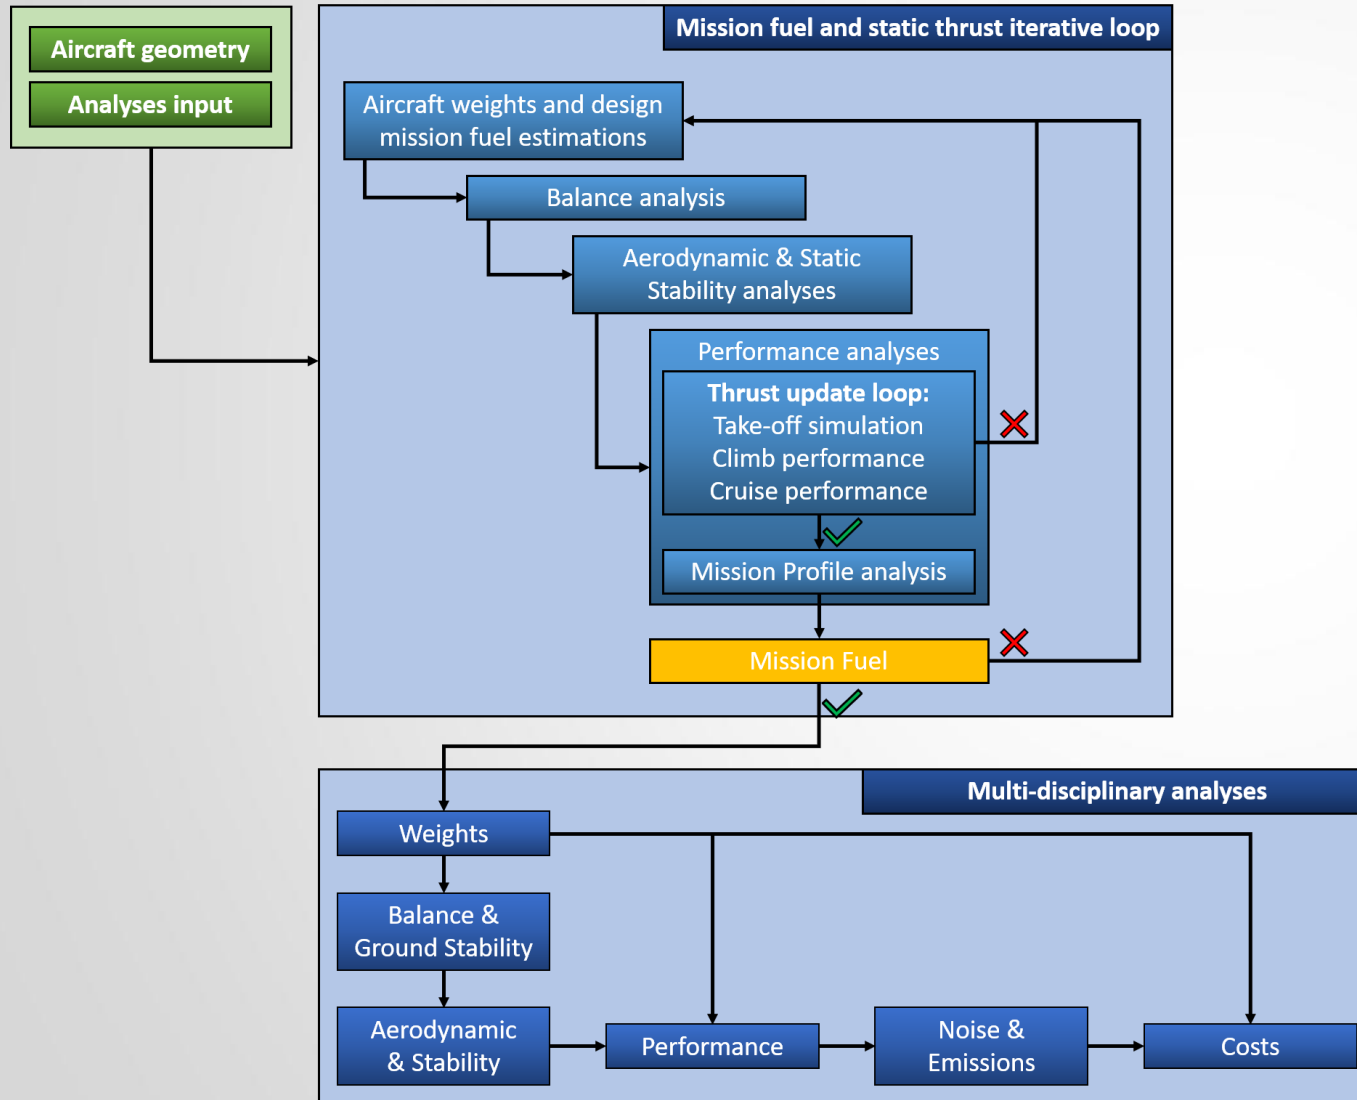 Aircraft geometry
Analyses input
Mission fuel and static thrust iterative loop
Aircraft weights and design
mission fuel estimations
Balance analysis
Aerodynamic & Static
Stability analyses
Performance analyses
Thrust update loop:
Take-off simulation
Climb performance
Cruise performance
Mission Profile analysis
Mission Fuel
Multi-disciplinary analyses
Weights
Balance &
Ground Stability
Aerodynamic
& Stability
Performance
Noise &
Emissions
Costs